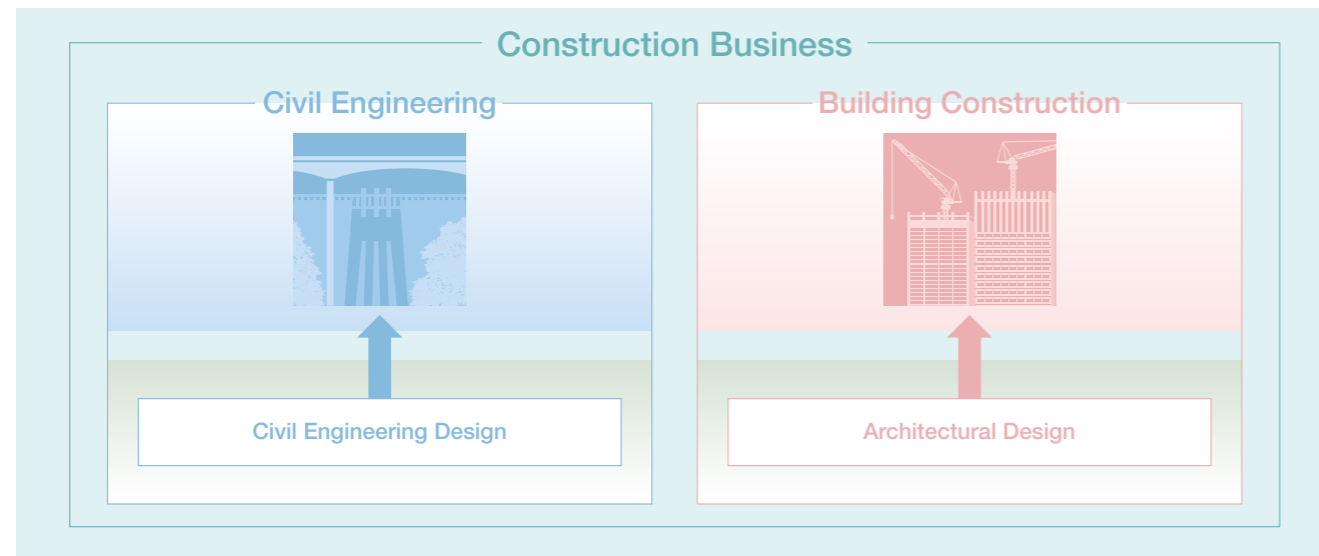 Construction Business
Civil Engineering
Building Construction
Civil Engineering Design
Architectural Design